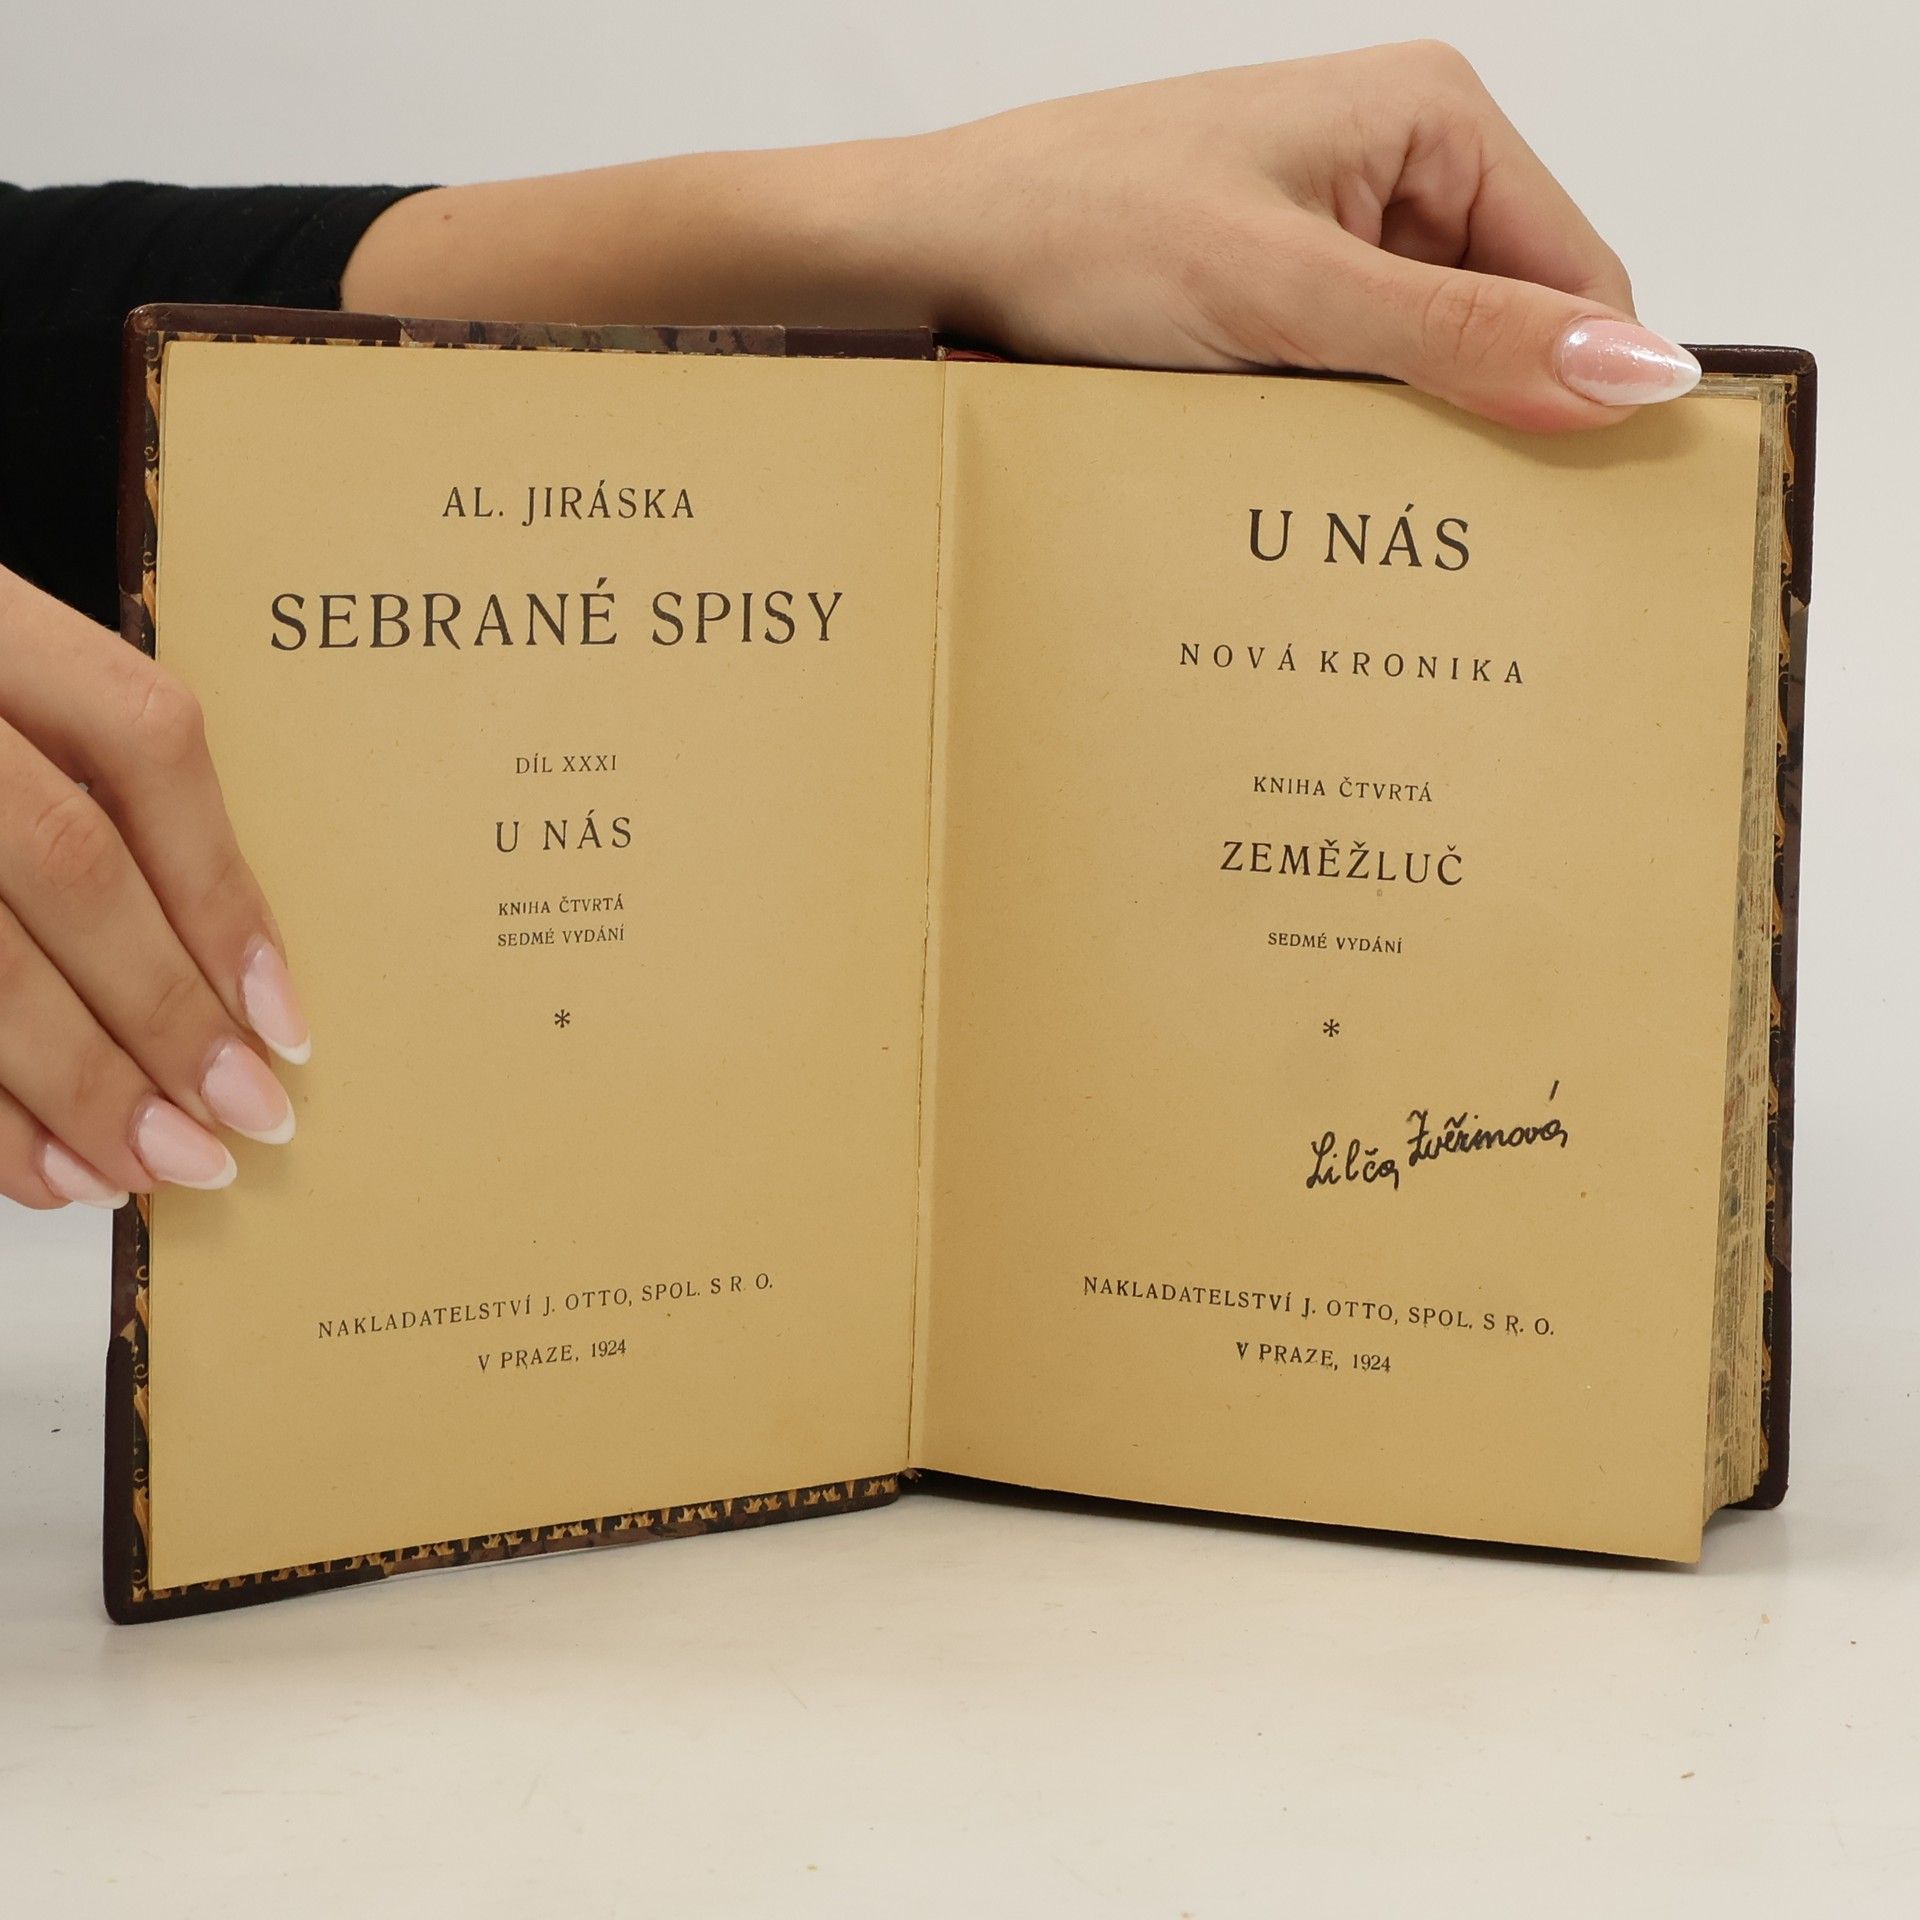 AL. JIRÁSKA
SEBRANÉ SPISY
DÍL XXXI
U NÁS
KNIHA ČTVRTÁ
SEDMÉ VYDÁNÍ
*
NAKLADATELSTVÍ J. OTTO, SPOL. S R. O.
V PRAZE, 1924
U NÁS
NOVÁ KRONIKA
KNIHA ČTVRTÁ
ZEMĚŽLUČ
SEDMÉ VYDÁNÍ
*
Lilča Zvěřinová
NAKLADATELSTVÍ J. OTTO, SPOL. S R. O.
V PRAZE, 1924